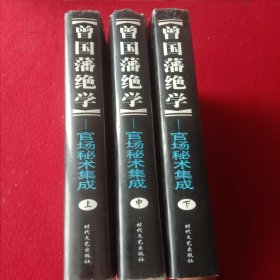 曾国藩绝学
——官场秘术集成
上
时代文艺出版社
曾国藩绝学
——官场秘术集成
中
时代文艺出版社
曾国藩绝学
——官场秘术集成
下
时代文艺出版社